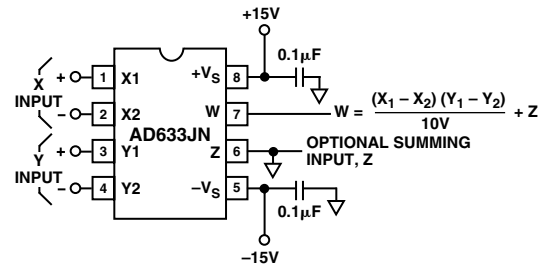 +15V
0.1µF
X
INPUT
+
1
X1
+VS
8
–
2
X2
W
7
W = (X1 – X2) (Y1 – Y2) / 10V + Z
AD633JN
Y
INPUT
+
3
Y1
Z
6
OPTIONAL SUMMING
INPUT, Z
–
4
Y2
–VS
5
0.1µF
–15V